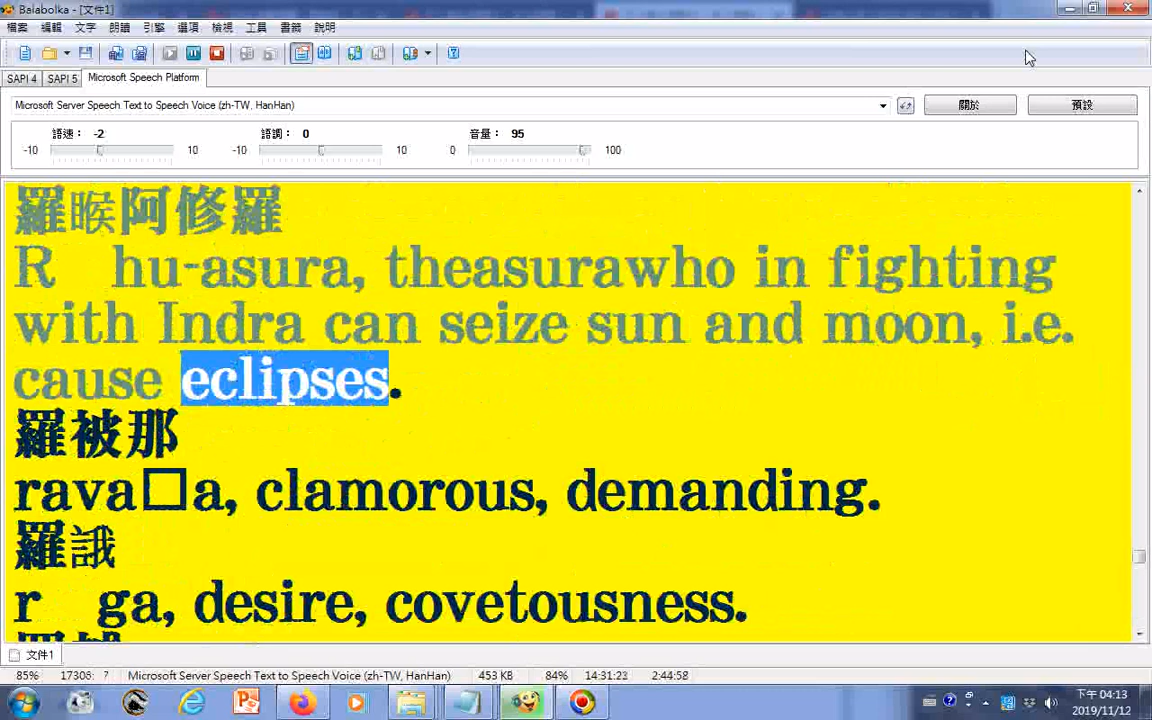 Balabolka - [文件1]
檔案 編輯 文字 朗讀 引擎 選項 檢視 工具 書籤 說明
SAPI 4 SAPI 5 Microsoft Speech Platform
Microsoft Server Speech Text to Speech Voice (zh-TW, HanHan) 關於 預設
語速： -2 語調： 0 音量： 95
-10 10 -10 10 0 100
羅睺阿修羅
R hu-asura, theasurawho in fighting
with Indra can seize sun and moon, i.e.
cause eclipses.
羅被那
rava□a, clamorous, demanding.
羅誐
r ga, desire, covetousness.
文件1
85% 17306: ? Microsoft Server Speech Text to Speech Voice (zh-TW, HanHan) 453 KB 84% 14:31:23 2:44:58
下午 04:13
2019/11/12